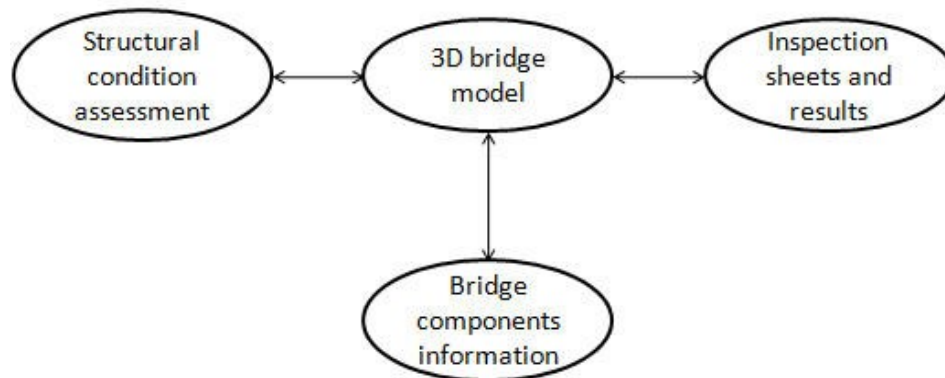 Structural
condition
assessment
3D bridge
model
Inspection
sheets and
results
Bridge
components
information